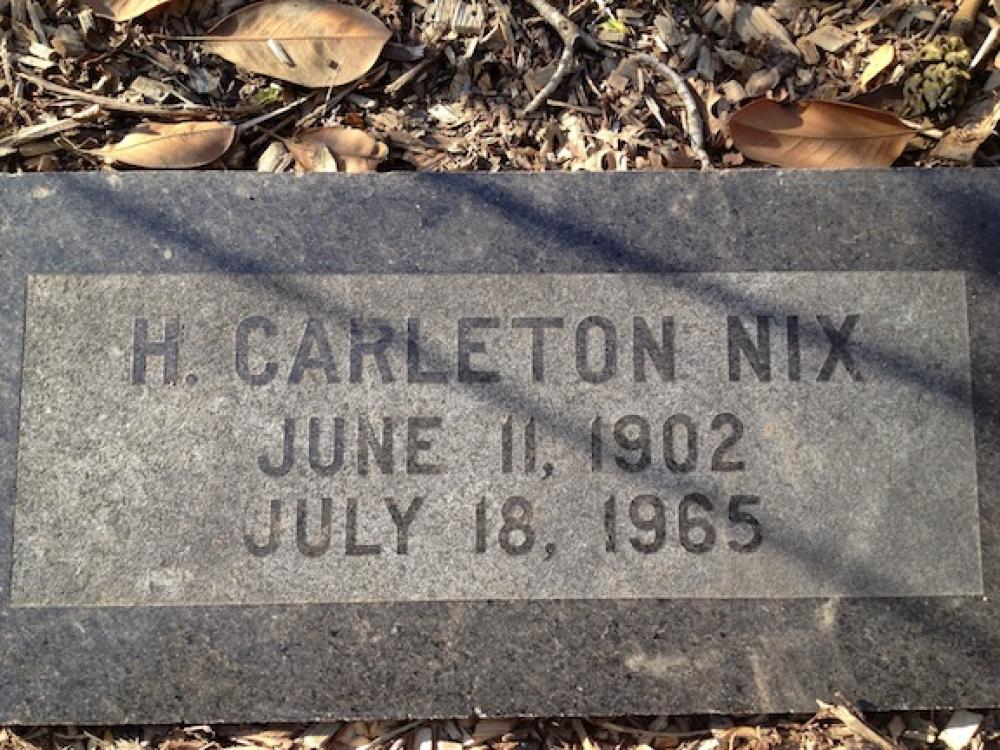 H. CARLETON NIX
JUNE 11, 1902
JULY 18, 1965